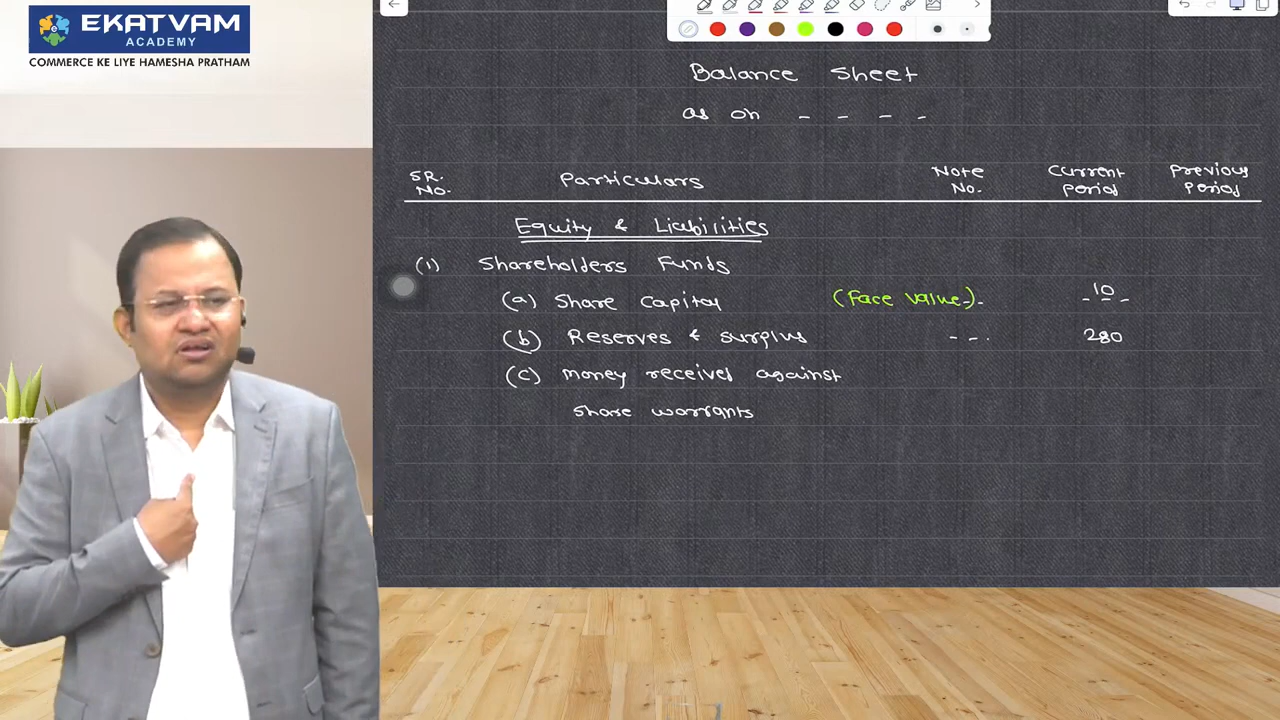 EKATVAM
ACADEMY
COMMERCE KE LIYE HAMESHA PRATHAM
Balance Sheet
as on - - - -
SR. No. Particulars Note No. Current Period Previous Period
Equity & Liabilities
(1) Shareholders Funds
(a) Share Capital (Face Value) 10
(b) Reserves & Surplus - - . 280
(c) Money received against
Share warrants